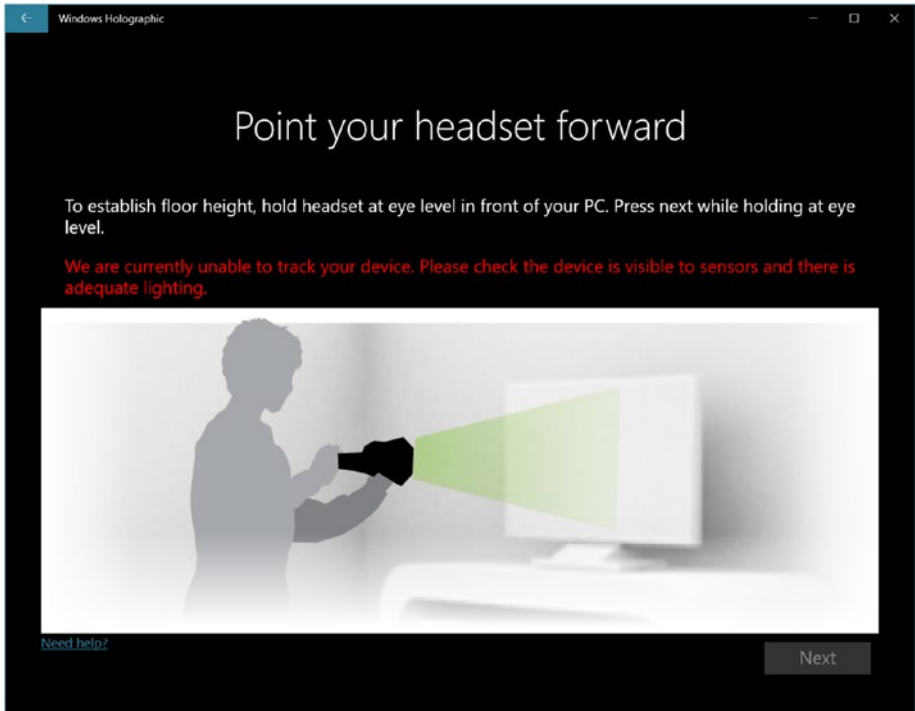 Windows Holographic
Point your headset forward
To establish floor height, hold headset at eye level in front of your PC. Press next while holding at eye
level.
We are currently unable to track your device. Please check the device is visible to sensors and there is
adequate lighting.
Need help?
Next